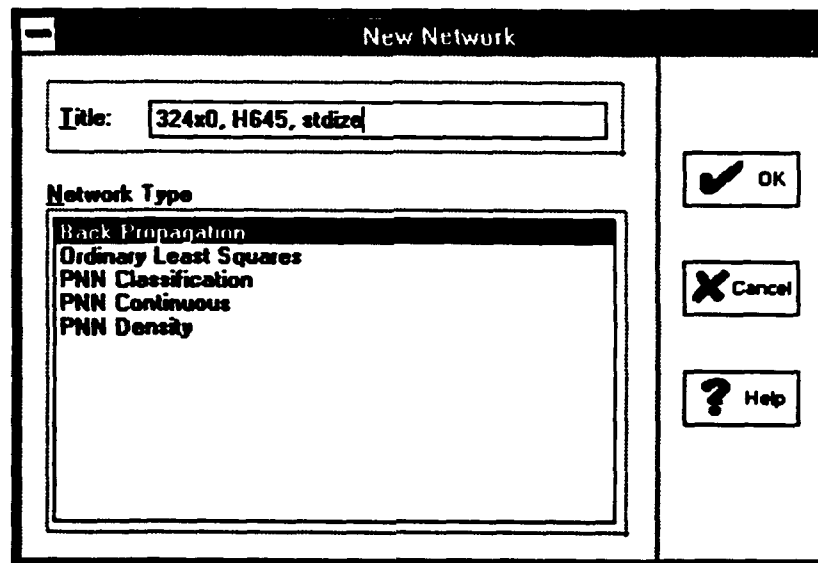 New Network
Title: 324x0, H645, stdize
OK
Network Type
Back Propagation
Ordinary Least Squares
PNN Classification
PNN Continuous
PNN Density
Cancel
Help